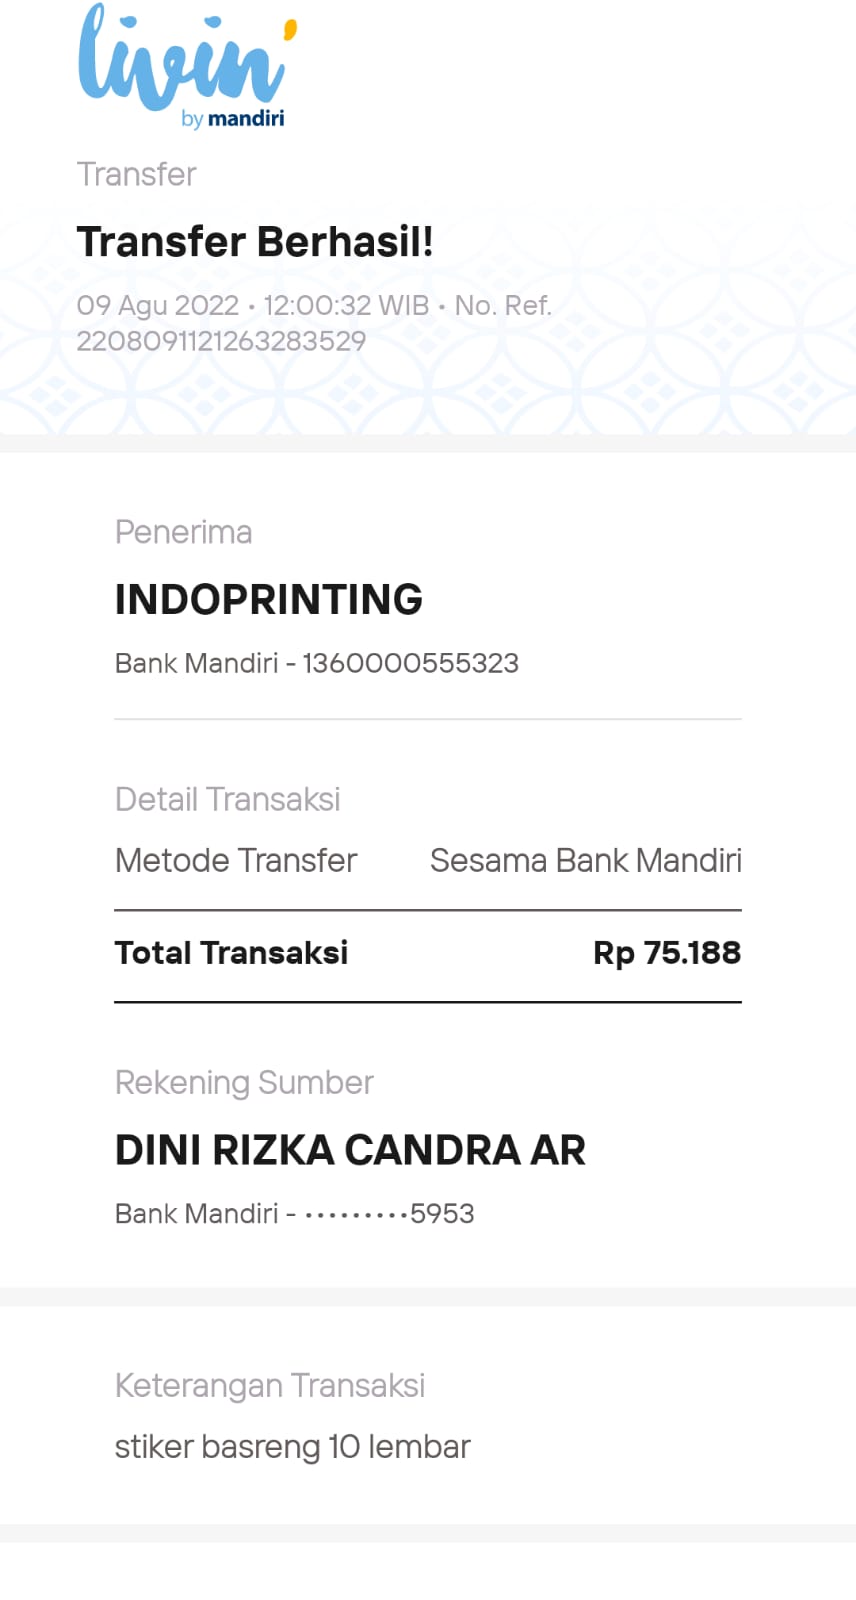 livin'
by mandiri
Transfer
Transfer Berhasil!
09 Agu 2022 • 12:00:32 WIB • No. Ref.
2208091121263283529
Penerima
INDOPRINTING
Bank Mandiri - 1360000555323
Detail Transaksi
Metode Transfer Sesama Bank Mandiri
Total Transaksi Rp 75.188
Rekening Sumber
DINI RIZKA CANDRA AR
Bank Mandiri - •••••••••5953
Keterangan Transaksi
stiker basreng 10 lembar